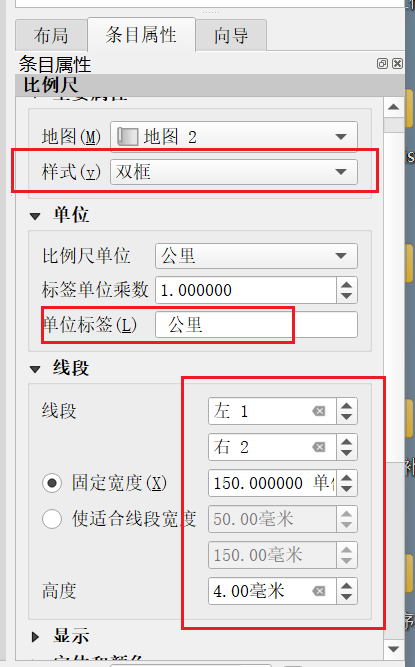 布局 条目属性 向导
条目属性
比例尺
主要属性
地图(M) 地图 2
样式(y) 双框
单位
比例尺单位 公里
标签单位乘数 1.000000
单位标签(L) 公里
线段
线段 左 1
右 2
固定宽度(X) 150.000000 单
使适合线段宽度 50.00毫米
150.00毫米
高度 4.00毫米
显示